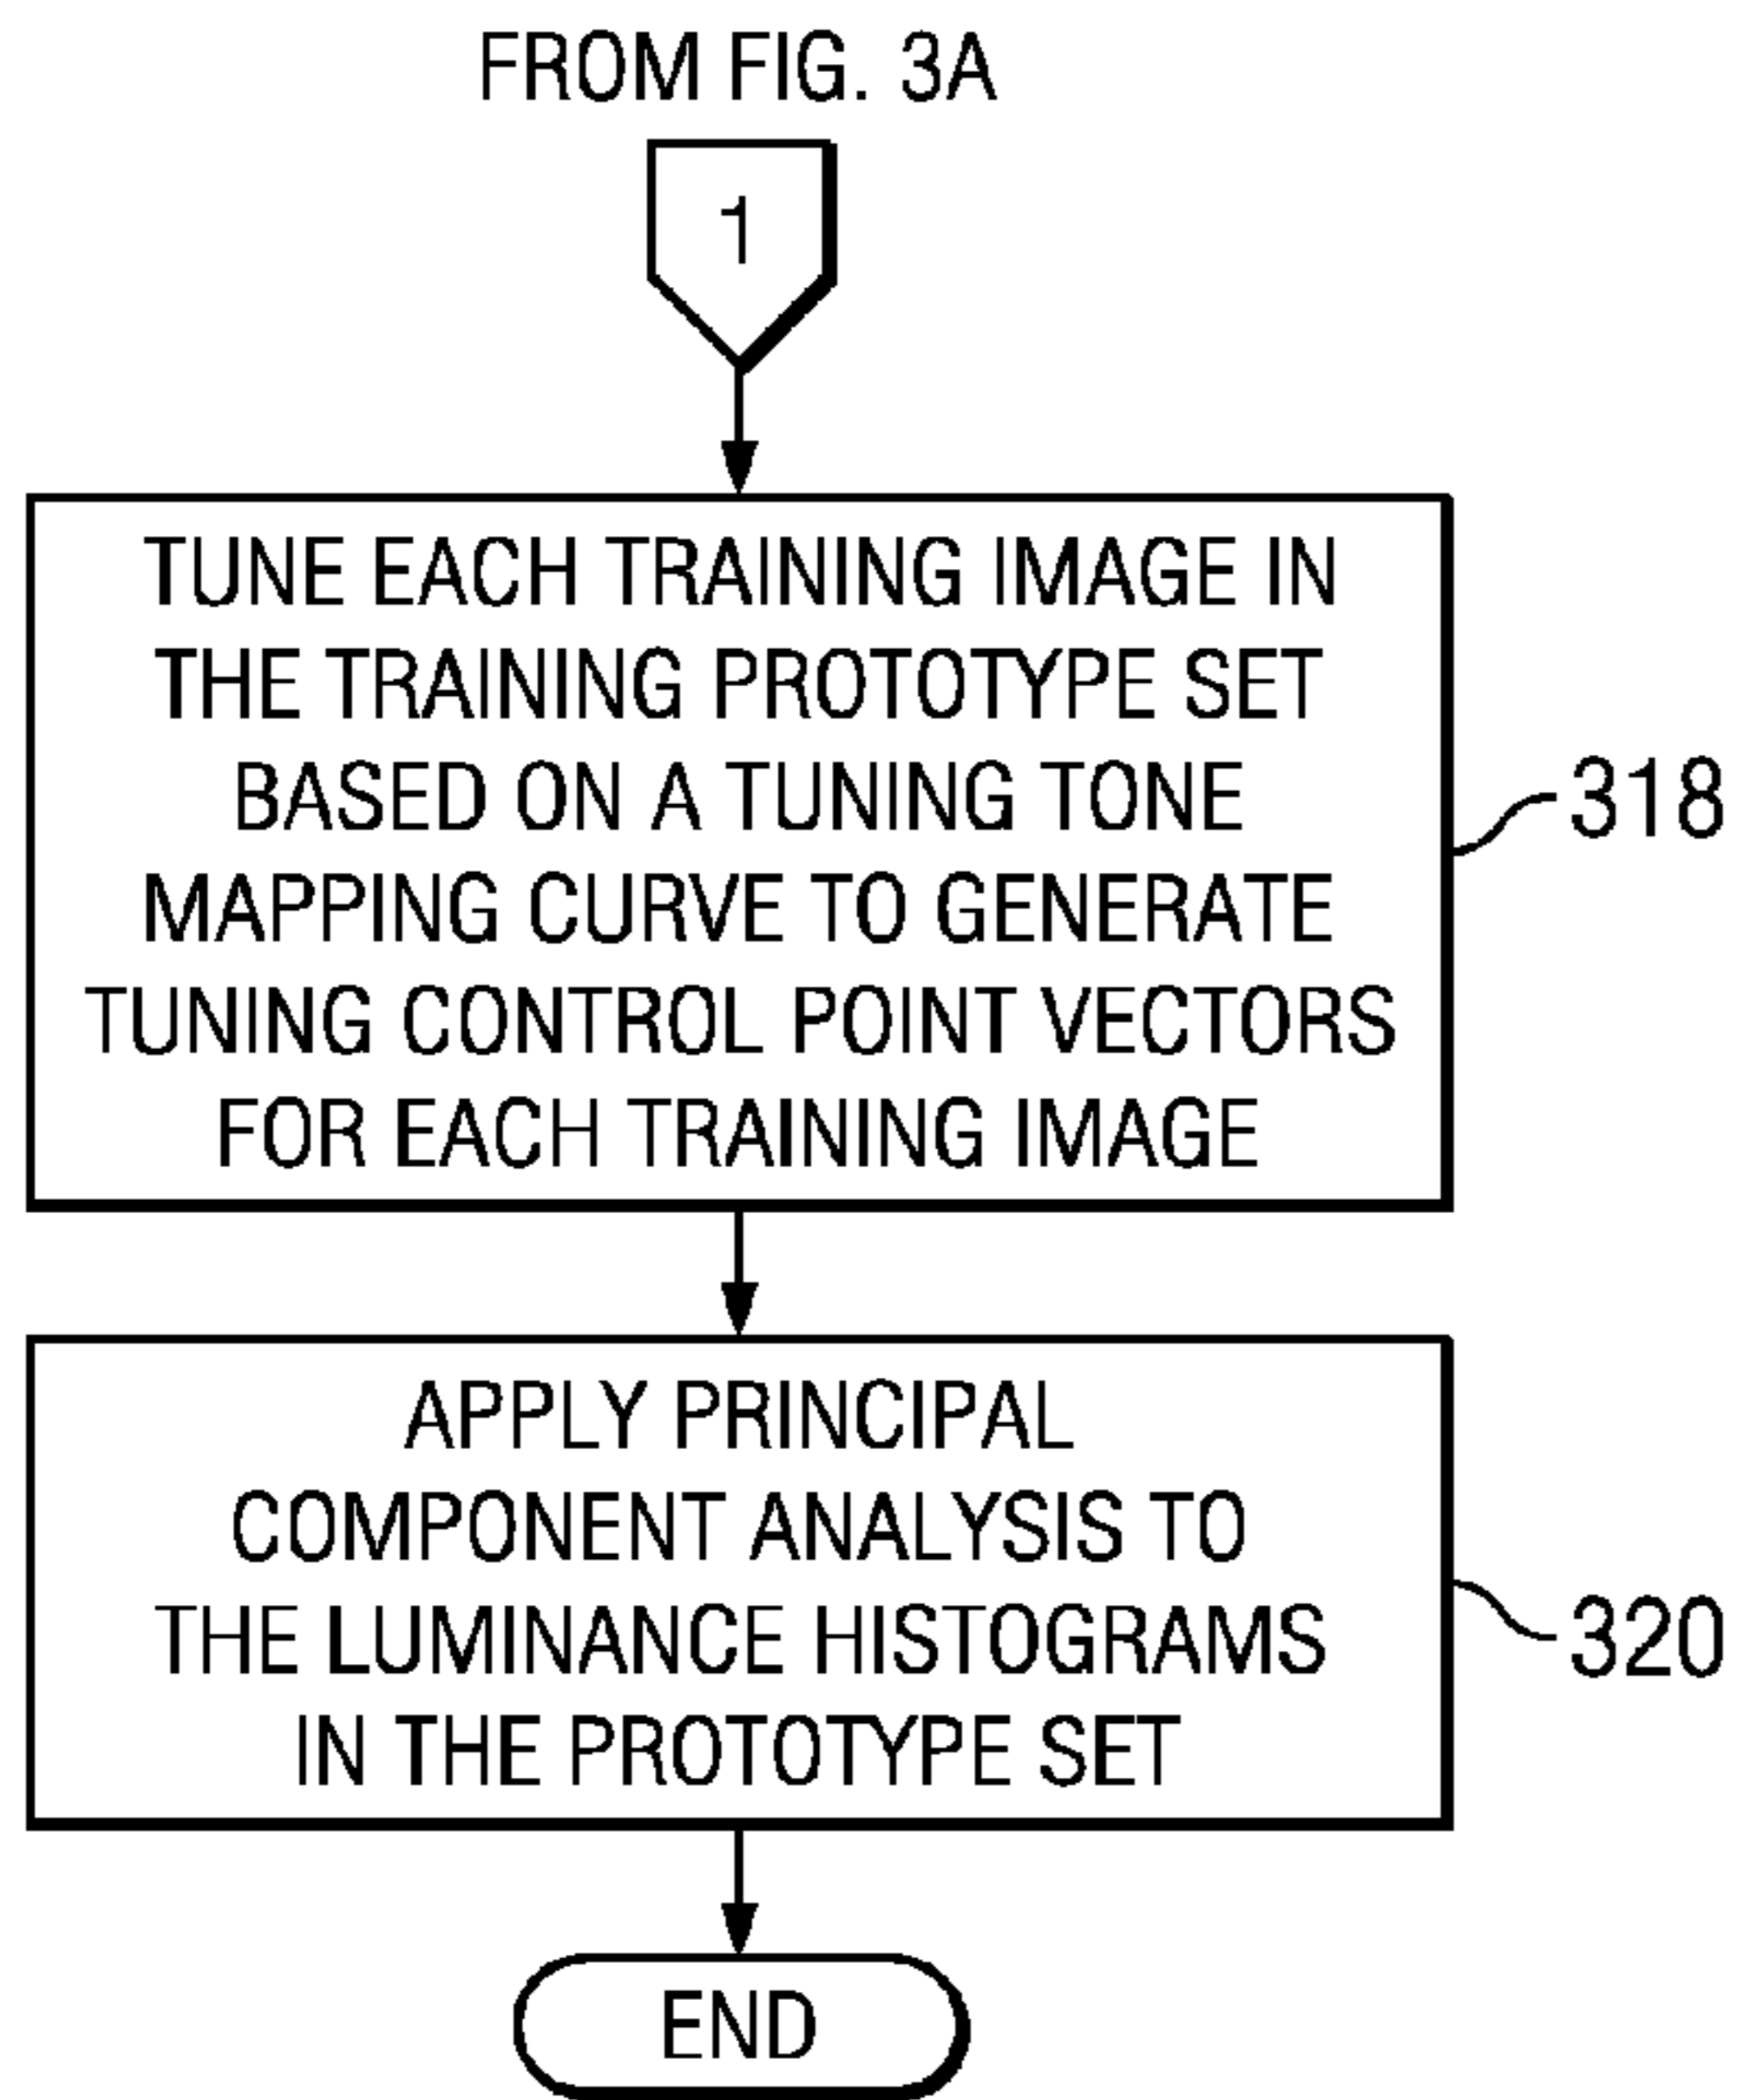 FROM FIG. 3A
1
TUNE EACH TRAINING IMAGE IN
THE TRAINING PROTOTYPE SET
BASED ON A TUNING TONE
MAPPING CURVE TO GENERATE
TUNING CONTROL POINT VECTORS
FOR EACH TRAINING IMAGE
318
APPLY PRINCIPAL
COMPONENT ANALYSIS TO
THE LUMINANCE HISTOGRAMS
IN THE PROTOTYPE SET
320
END